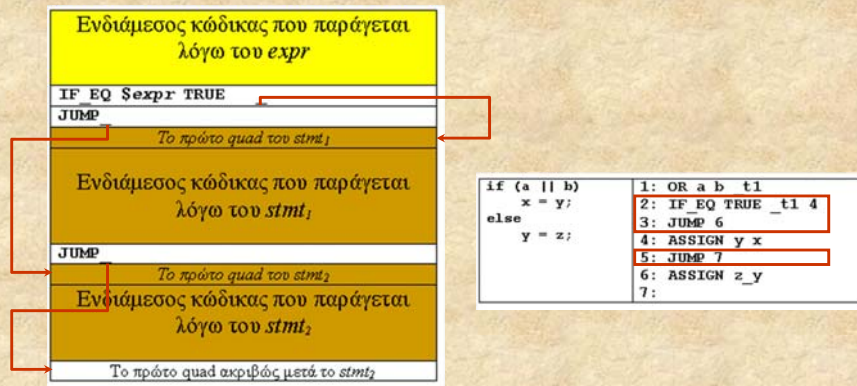 Ενδιάμεσος κώδικας που παράγεται
λόγω του expr
IF_EQ $expr TRUE _
JUMP_
Το πρώτο quad του stmt1
Ενδιάμεσος κώδικας που παράγεται
λόγω του stmt1
JUMP_
Το πρώτο quad του stmt2
Ενδιάμεσος κώδικας που παράγεται
λόγω του stmt2
Το πρώτο quad ακριβώς μετά το stmt2
if (a || b)
x = y;
else
y = z;
1: OR a b _t1
2: IF_EQ TRUE _t1 4
3: JUMP 6
4: ASSIGN y x
5: JUMP 7
6: ASSIGN z_y
7: